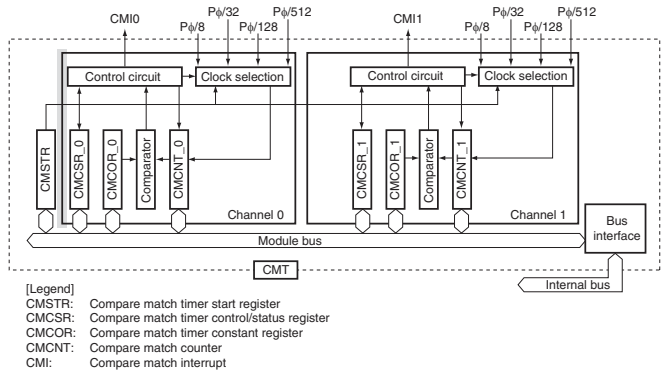 CMI0 Pφ/8 Pφ/32 Pφ/128 Pφ/512 CMI1 Pφ/8 Pφ/32 Pφ/128 Pφ/512
Control circuit Clock selection Control circuit Clock selection
CMSTR CMCSR_0 CMCOR_0 Comparator CMCNT_0 CMCSR_1 CMCOR_1 Comparator CMCNT_1
Channel 0 Channel 1
Module bus
Bus
interface
CMT
Internal bus
[Legend]
CMSTR: Compare match timer start register
CMCSR: Compare match timer control/status register
CMCOR: Compare match timer constant register
CMCNT: Compare match counter
CMI: Compare match interrupt